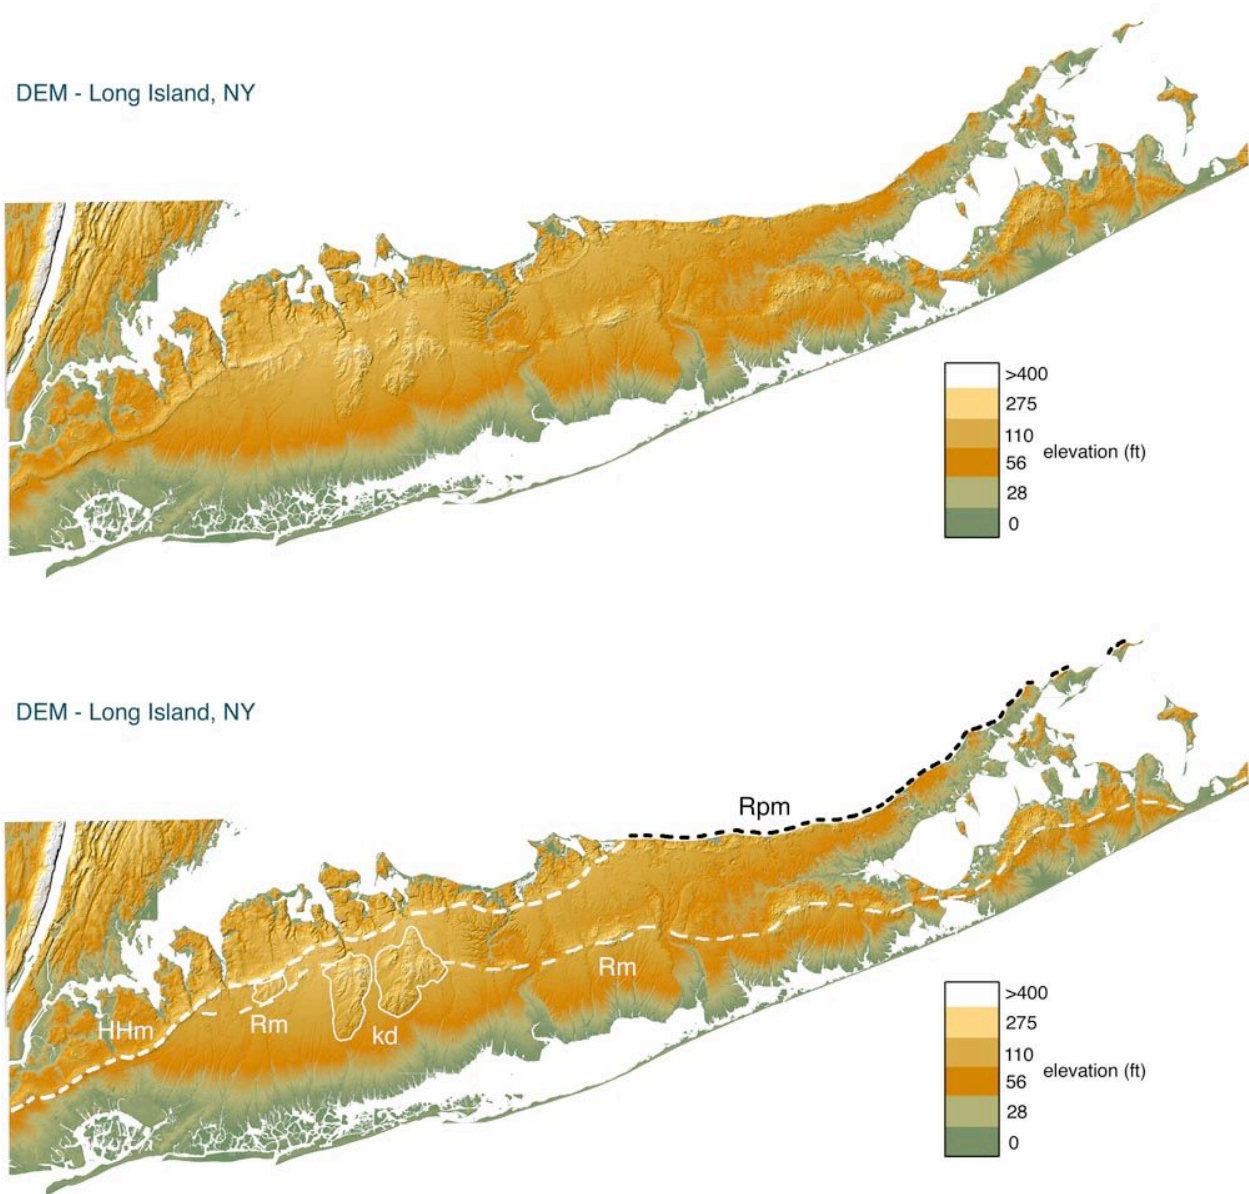 DEM - Long Island, NY
>400
275
110
56
elevation (ft)
28
0
DEM - Long Island, NY
Rpm
HHm
Rm
kd
Rm
>400
275
110
56
elevation (ft)
28
0